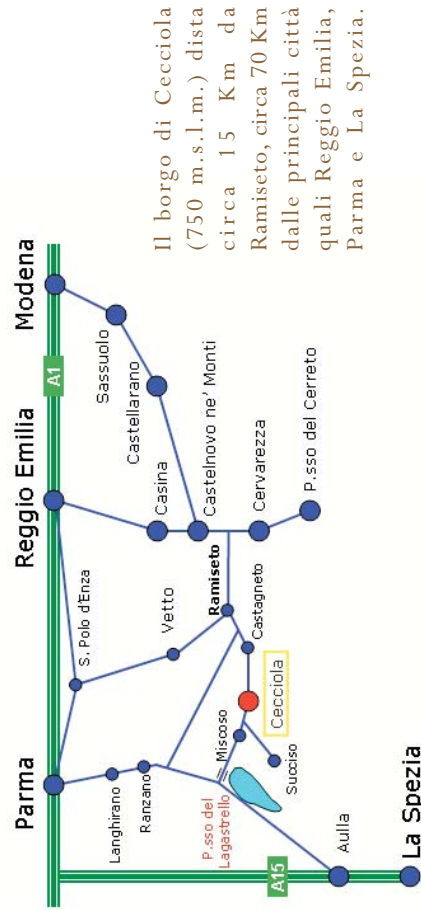 Parma
Reggio Emilia
Modena
A1
S. Polo d'Enza
Sassuolo
Langhirano
Ranzano
Vetto
Casina
Castellarano
Castelnovo ne' Monti
Ramiseto
Castagneto
Cervarezza
P.sso del Cerreto
P.sso del
Lagastrello
Miscoso
Cecciola
Succiso
A15
Aulla
La Spezia
Il borgo di Cecciola
(750 m.s.l.m.) dista
circa 15 Km da
Ramiseto, circa 70 Km
dalle principali città
quali Reggio Emilia,
Parma e La Spezia.